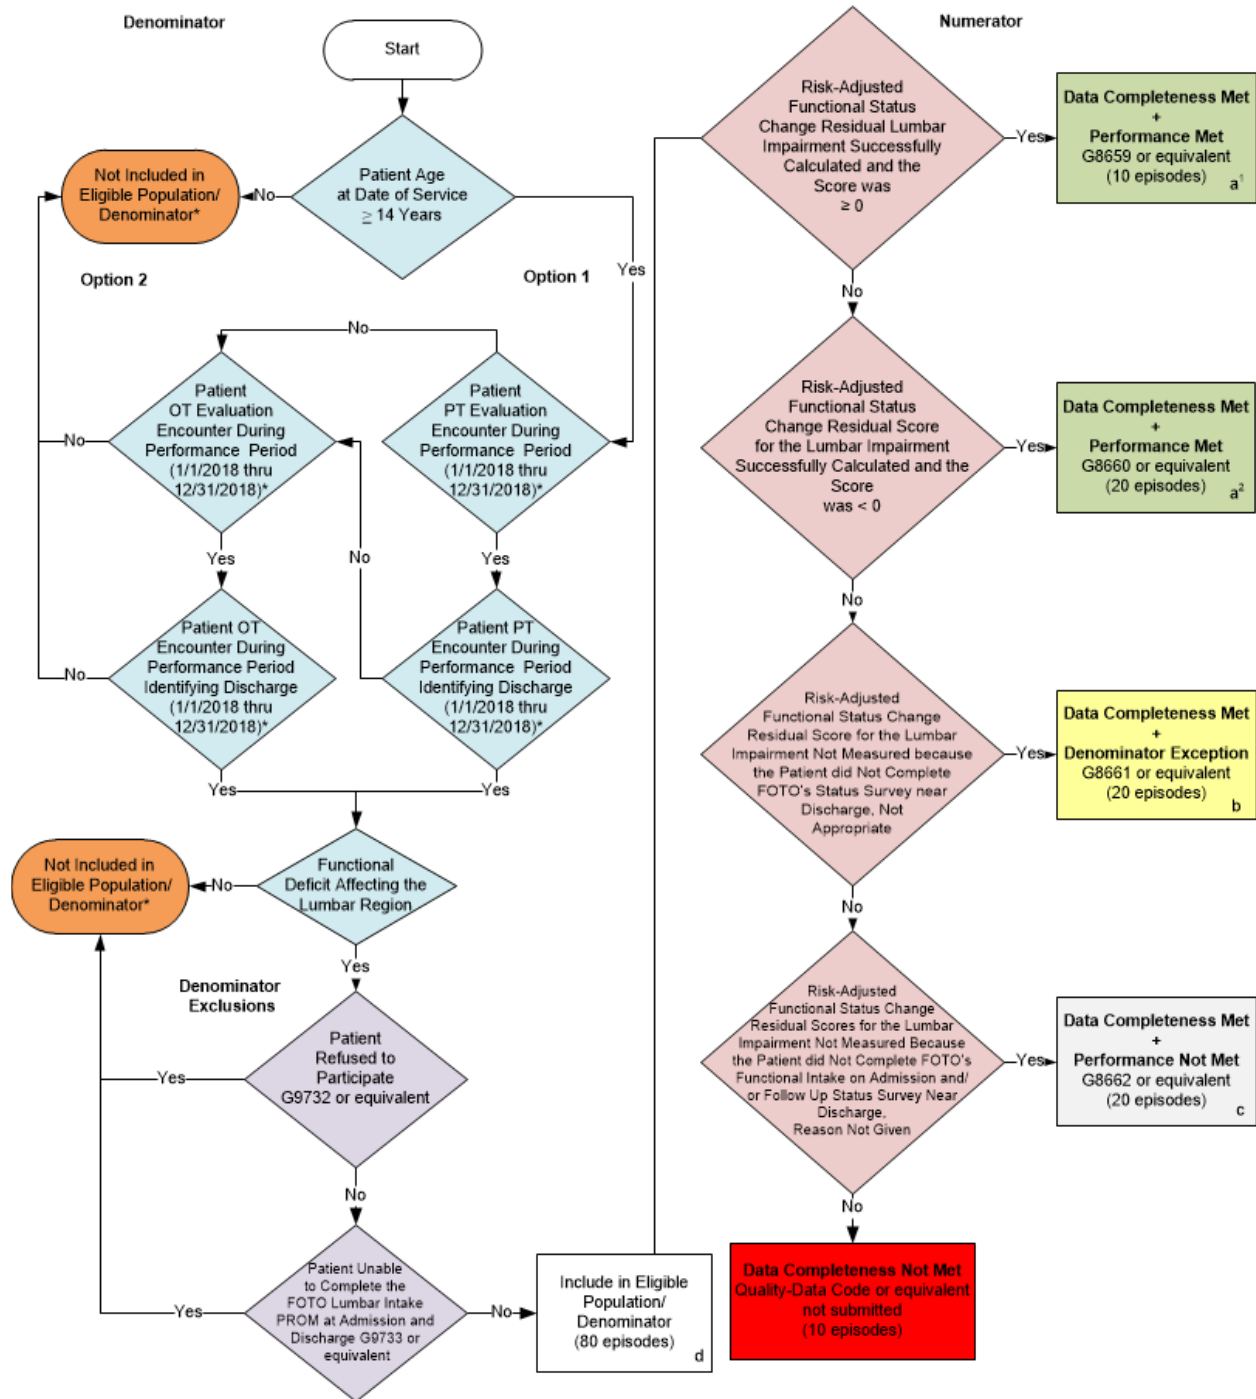 Denominator
Start
Patient Age
at Date of Service
≥ 14 Years
No
Not Included in
Eligible Population/
Denominator*
Yes
Option 2
Option 1
No
Patient
OT Evaluation
Encounter During
Performance Period
(1/1/2018 thru
12/31/2018)*
Patient
PT Evaluation
Encounter During
Performance Period
(1/1/2018 thru
12/31/2018)*
No
Yes
No
Yes
Patient OT
Encounter During
Performance Period
Identifying Discharge
(1/1/2018 thru
12/31/2018)*
Patient PT
Encounter During
Performance Period
Identifying Discharge
(1/1/2018 thru
12/31/2018)*
No
Yes
Yes
Functional
Deficit Affecting the
Lumbar Region
No
Not Included in
Eligible Population/
Denominator*
Yes
Denominator
Exclusions
Patient
Refused to
Participate
G9732 or equivalent
Yes
No
Patient Unable
to Complete the
FOTO Lumbar Intake
PROM at Admission and
Discharge G9733 or
equivalent
Yes
No
Include in Eligible
Population/
Denominator
(80 episodes)
d
Numerator
Risk-Adjusted
Functional Status
Change Residual Lumbar
Impairment Successfully
Calculated and the
Score was
≥ 0
Yes
Data Completeness Met
+
Performance Met
G8659 or equivalent
(10 episodes)
a¹
No
Risk-Adjusted
Functional Status
Change Residual Score
for the Lumbar Impairment
Successfully Calculated and the
Score
was < 0
Yes
Data Completeness Met
+
Performance Met
G8660 or equivalent
(20 episodes)
a²
No
Risk-Adjusted
Functional Status Change
Residual Score for the Lumbar
Impairment Not Measured because
the Patient did Not Complete
FOTO's Status Survey near
Discharge, Not
Appropriate
Yes
Data Completeness Met
+
Denominator Exception
G8661 or equivalent
(20 episodes)
b
No
Risk-Adjusted
Functional Status Change
Residual Scores for the Lumbar
Impairment Not Measured Because
the Patient did Not Complete FOTO's
Functional Intake on Admission and/
or Follow Up Status Survey Near
Discharge,
Reason Not Given
Yes
Data Completeness Met
+
Performance Not Met
G8662 or equivalent
(20 episodes)
c
No
Data Completeness Not Met
Quality-Data Code or equivalent
not submitted
(10 episodes)